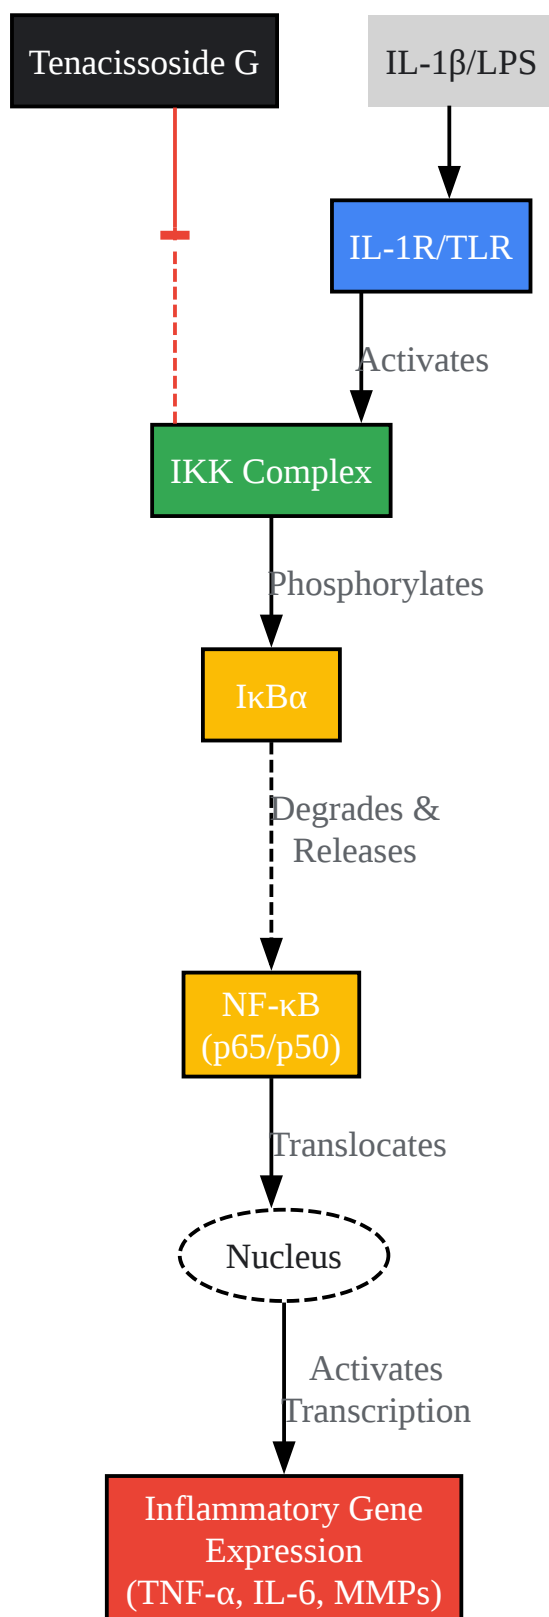 Tenacissoside G
IL-1β/LPS
IL-1R/TLR
Activates
IKK Complex
Phosphorylates
IκBα
Degrades &
Releases
NF-κB
(p65/p50)
Translocates
Nucleus
Activates
Transcription
Inflammatory Gene
Expression
(TNF-α, IL-6, MMPs)